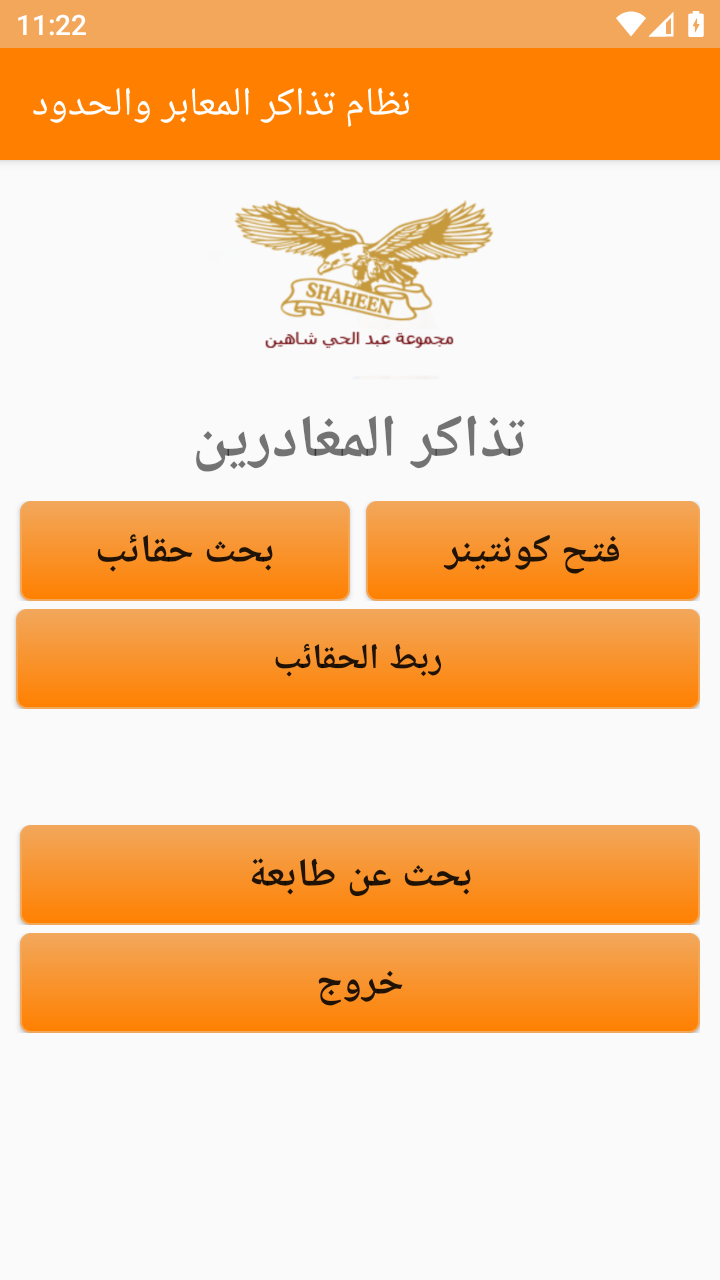 11:22
نظام تذاكر المعابر والحدود
SHAHEEN
مجموعة عبد الحي شاهين
تذاكر المغادرين
فتح كونتينر
بحث حقائب
ربط الحقائب
بحث عن طابعة
خروج